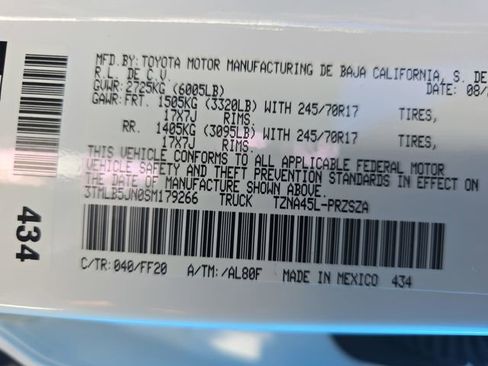 MFD.BY:TOYOTA MOTOR MANUFACTURING DE BAJA CALIFORNIA, S. DE
R.L. DE C.V. DATE: 08/
GVWR:2725KG (6005LB)
GAWR:FRT. 1505KG (3320LB) WITH 245/70R17 TIRES,
17X7J RIMS,
RR. 1405KG (3095LB) WITH 245/70R17 TIRES,
17X7J RIMS,
THIS VEHICLE CONFORMS TO ALL APPLICABLE FEDERAL MOTOR
VEHICLE SAFETY AND THEFT PREVENTION STANDARDS IN EFFECT ON
THE DATE OF MANUFACTURE SHOWN ABOVE.
3TMLB5JN0SM179266 TRUCK TZNA45L-PRZSZA
C/TR:040/FF20 A/TM:/AL80F MADE IN MEXICO 434
434